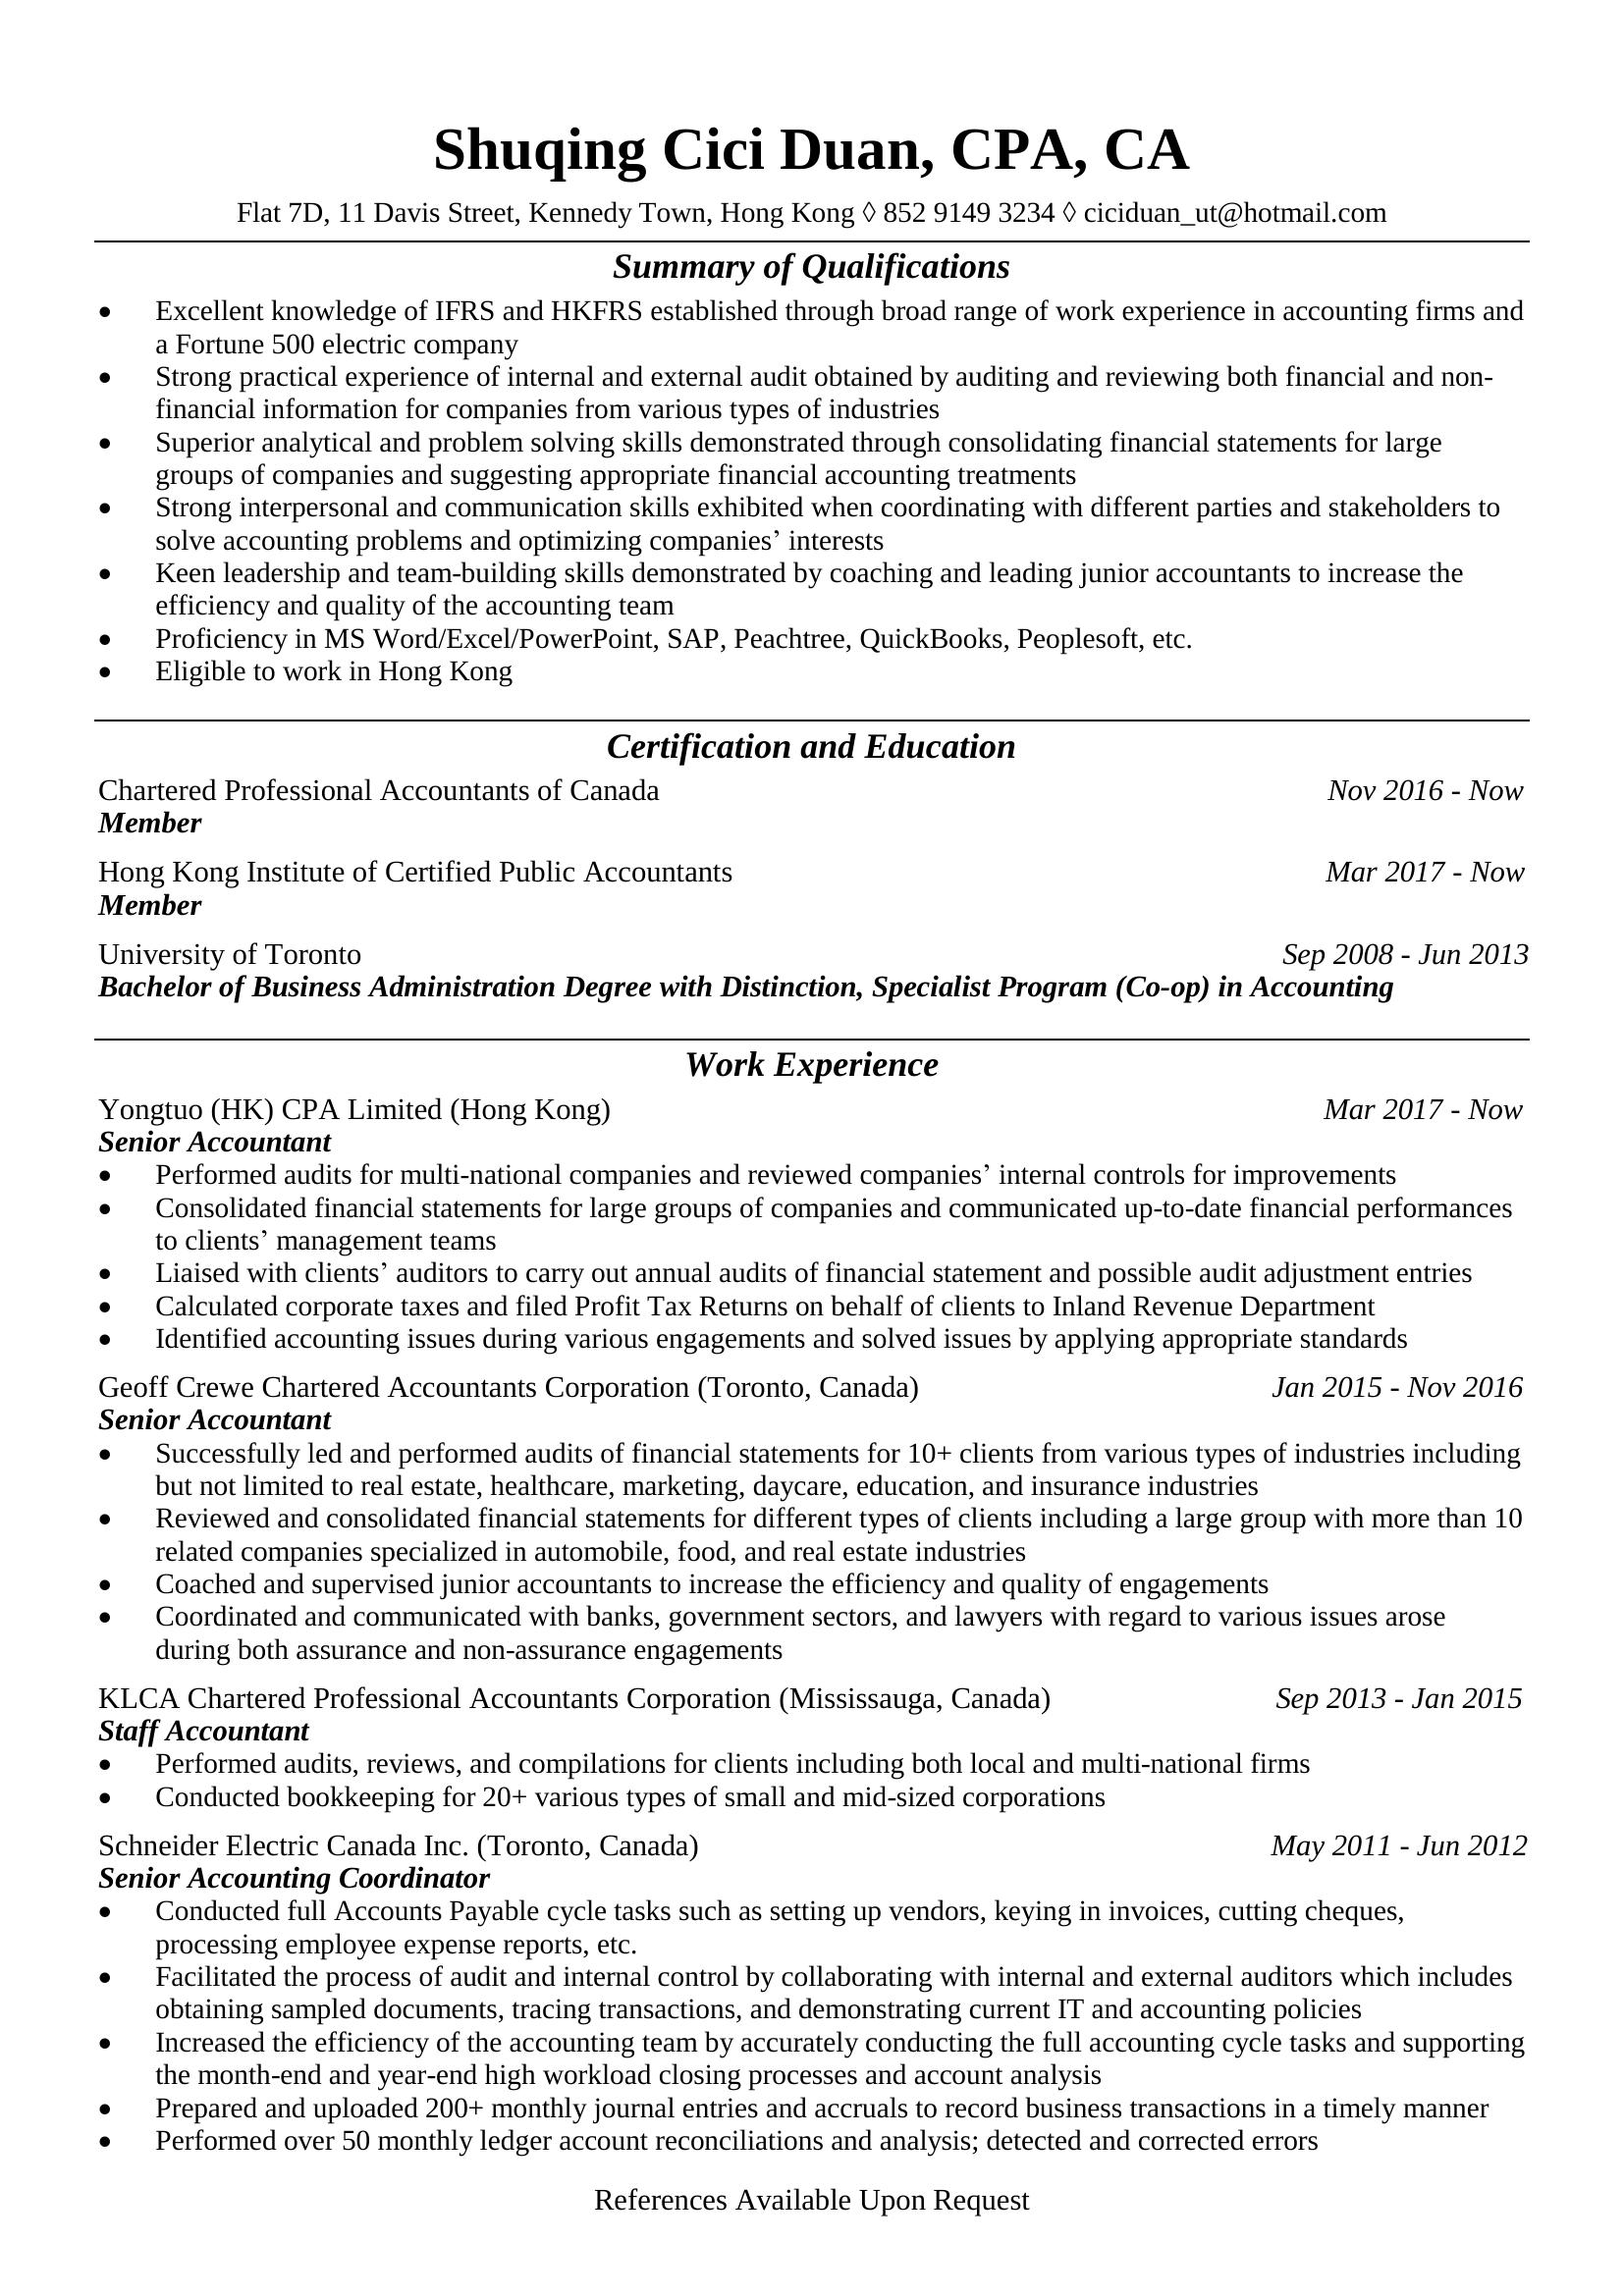 Shuqing Cici Duan, CPA, CA
Flat 7D, 11 Davis Street, Kennedy Town, Hong Kong ◊ 852 9149 3234 ◊ ciciduan_ut@hotmail.com
Summary of Qualifications
• Excellent knowledge of IFRS and HKFRS established through broad range of work experience in accounting firms and
a Fortune 500 electric company
• Strong practical experience of internal and external audit obtained by auditing and reviewing both financial and non-
financial information for companies from various types of industries
• Superior analytical and problem solving skills demonstrated through consolidating financial statements for large
groups of companies and suggesting appropriate financial accounting treatments
• Strong interpersonal and communication skills exhibited when coordinating with different parties and stakeholders to
solve accounting problems and optimizing companies’ interests
• Keen leadership and team-building skills demonstrated by coaching and leading junior accountants to increase the
efficiency and quality of the accounting team
• Proficiency in MS Word/Excel/PowerPoint, SAP, Peachtree, QuickBooks, Peoplesoft, etc.
• Eligible to work in Hong Kong
Certification and Education
Chartered Professional Accountants of Canada Nov 2016 - Now
Member
Hong Kong Institute of Certified Public Accountants Mar 2017 - Now
Member
University of Toronto Sep 2008 - Jun 2013
Bachelor of Business Administration Degree with Distinction, Specialist Program (Co-op) in Accounting
Work Experience
Yongtuo (HK) CPA Limited (Hong Kong) Mar 2017 - Now
Senior Accountant
• Performed audits for multi-national companies and reviewed companies’ internal controls for improvements
• Consolidated financial statements for large groups of companies and communicated up-to-date financial performances
to clients’ management teams
• Liaised with clients’ auditors to carry out annual audits of financial statement and possible audit adjustment entries
• Calculated corporate taxes and filed Profit Tax Returns on behalf of clients to Inland Revenue Department
• Identified accounting issues during various engagements and solved issues by applying appropriate standards
Geoff Crewe Chartered Accountants Corporation (Toronto, Canada) Jan 2015 - Nov 2016
Senior Accountant
• Successfully led and performed audits of financial statements for 10+ clients from various types of industries including
but not limited to real estate, healthcare, marketing, daycare, education, and insurance industries
• Reviewed and consolidated financial statements for different types of clients including a large group with more than 10
related companies specialized in automobile, food, and real estate industries
• Coached and supervised junior accountants to increase the efficiency and quality of engagements
• Coordinated and communicated with banks, government sectors, and lawyers with regard to various issues arose
during both assurance and non-assurance engagements
KLCA Chartered Professional Accountants Corporation (Mississauga, Canada) Sep 2013 - Jan 2015
Staff Accountant
• Performed audits, reviews, and compilations for clients including both local and multi-national firms
• Conducted bookkeeping for 20+ various types of small and mid-sized corporations
Schneider Electric Canada Inc. (Toronto, Canada) May 2011 - Jun 2012
Senior Accounting Coordinator
• Conducted full Accounts Payable cycle tasks such as setting up vendors, keying in invoices, cutting cheques,
processing employee expense reports, etc.
• Facilitated the process of audit and internal control by collaborating with internal and external auditors which includes
obtaining sampled documents, tracing transactions, and demonstrating current IT and accounting policies
• Increased the efficiency of the accounting team by accurately conducting the full accounting cycle tasks and supporting
the month-end and year-end high workload closing processes and account analysis
• Prepared and uploaded 200+ monthly journal entries and accruals to record business transactions in a timely manner
• Performed over 50 monthly ledger account reconciliations and analysis; detected and corrected errors
References Available Upon Request